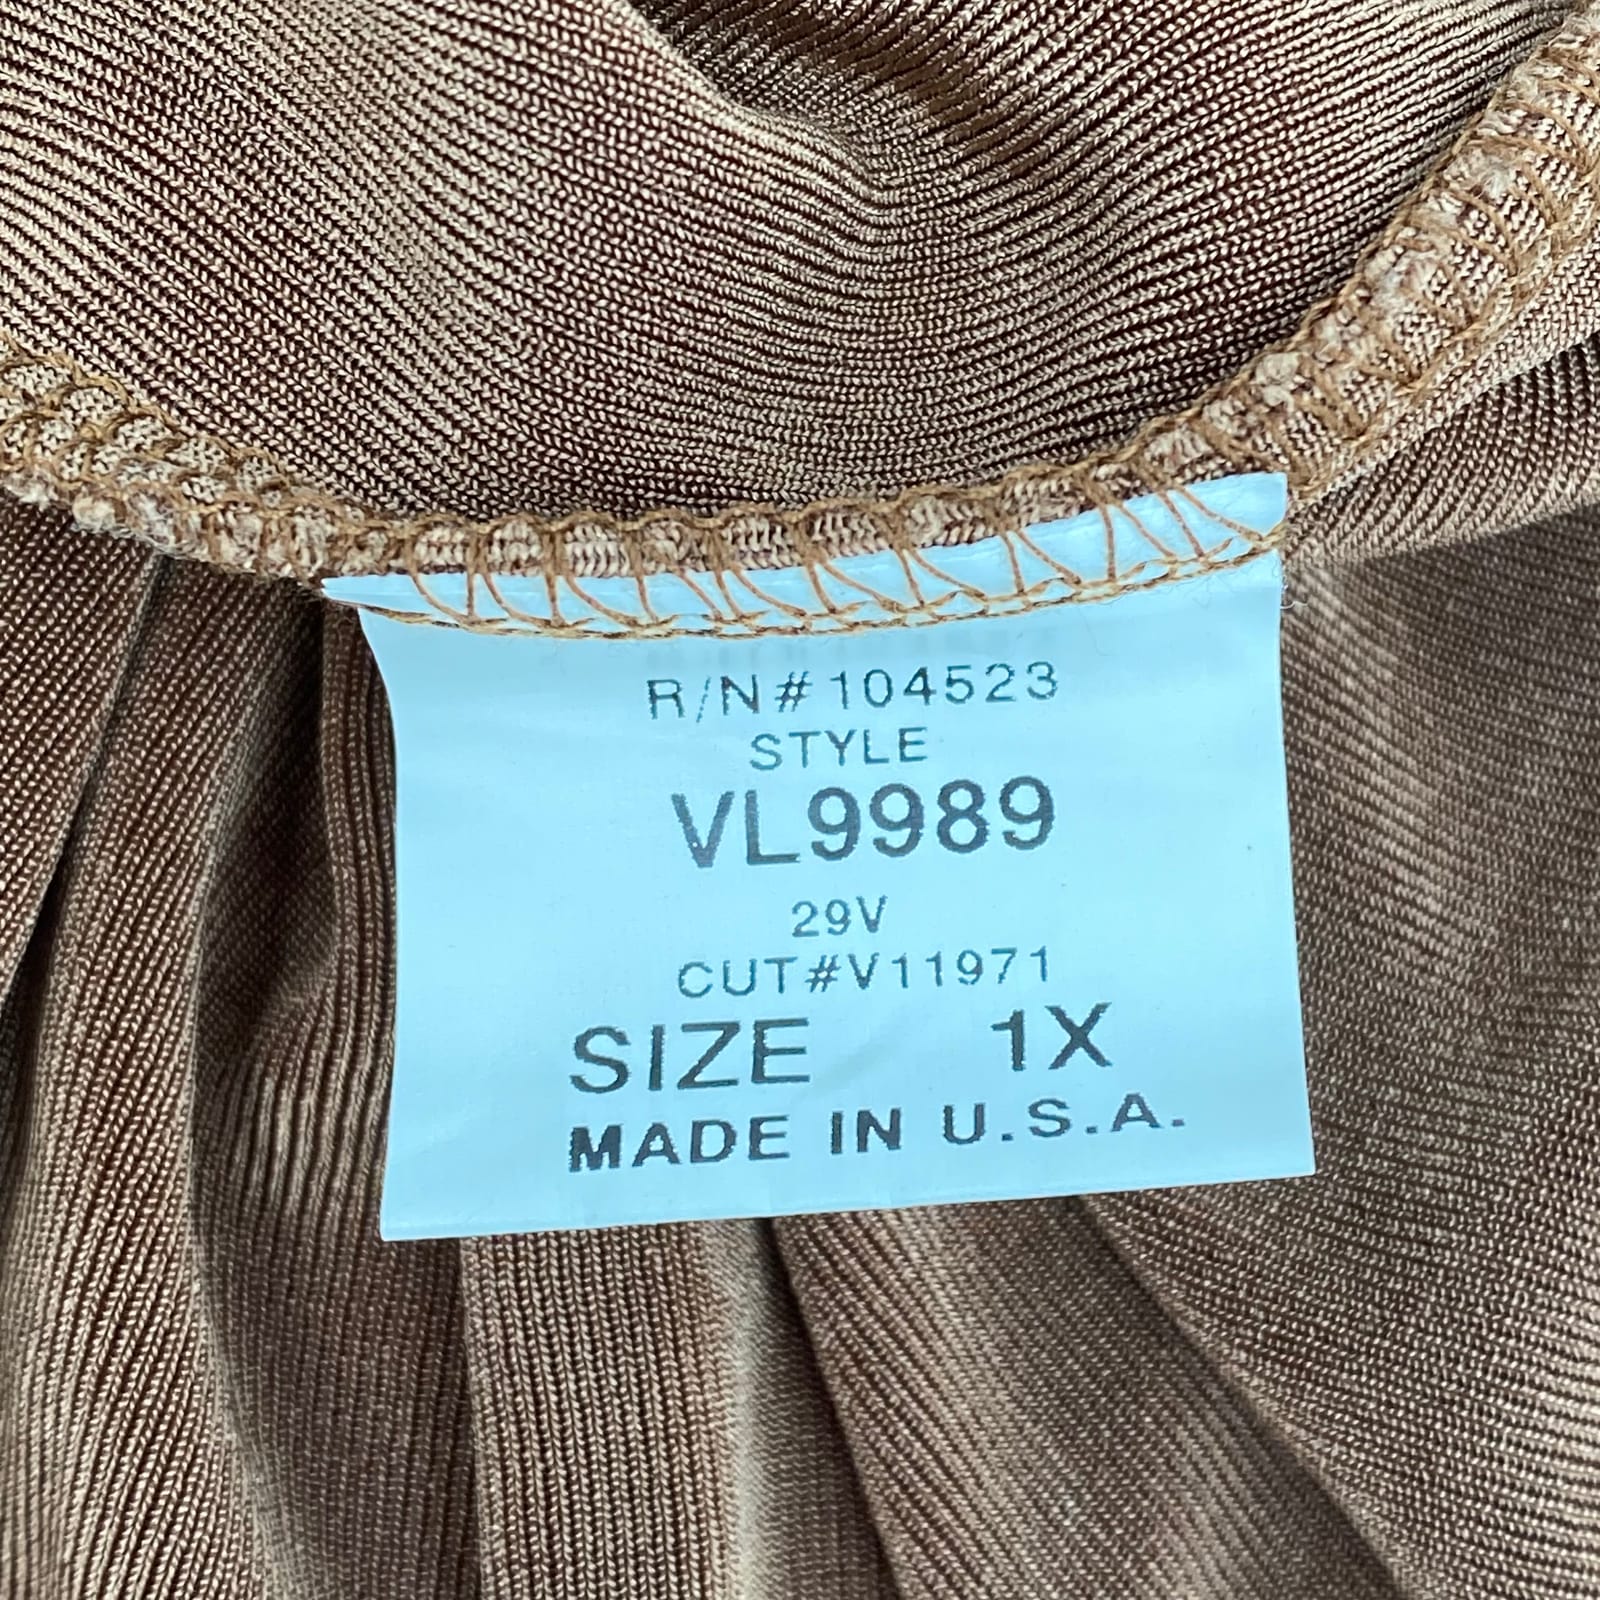 R/N#104523
STYLE
VL9989
29V
CUT#V11971
SIZE 1X
MADE IN U.S.A.